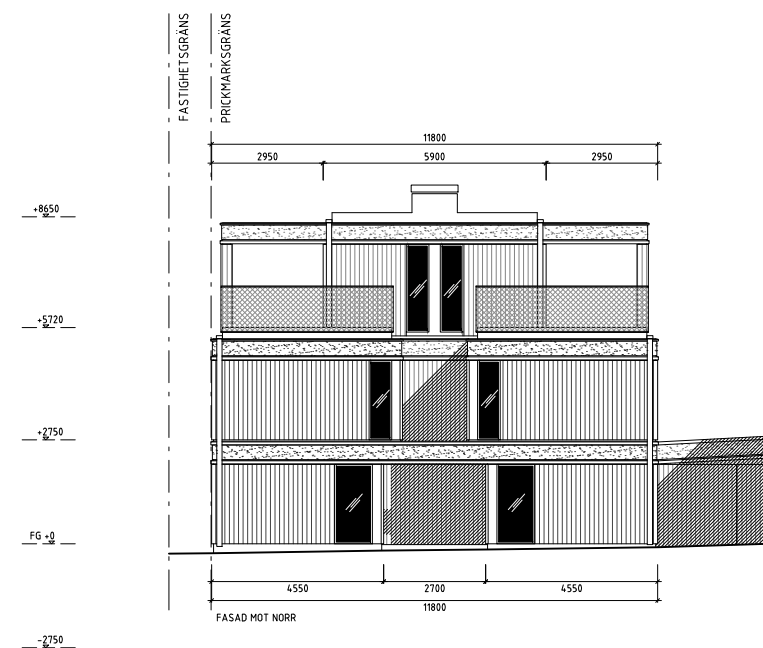 FASTIGHETSGRÄNS
PRICKMARKSGRÄNS
11800
2950 5900 2950
+8650
+5720
+2750
FG +0
4550 2700 4550
11800
FASAD MOT NORR
-2750